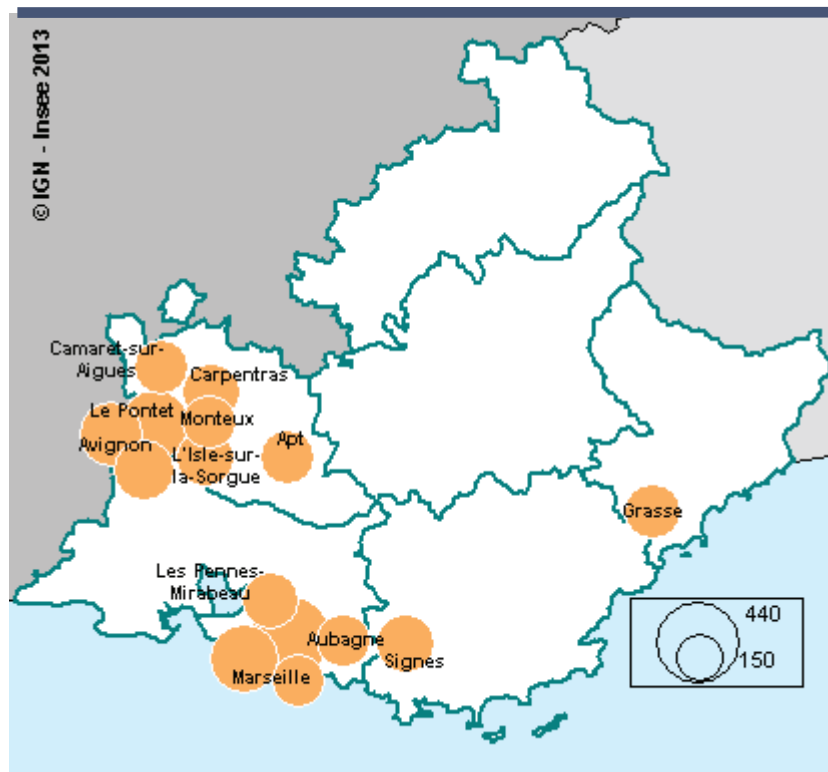 © IGN - Insee 2013
Camaret-sur-
Aigues
Carpentras
Le Pontet
Monteux
Avignon
Apt
L'Isle-sur-
la-Sorgue
Grasse
Les Pennes-
Mirabeau
Aubagne
Signes
Marseille
440
150